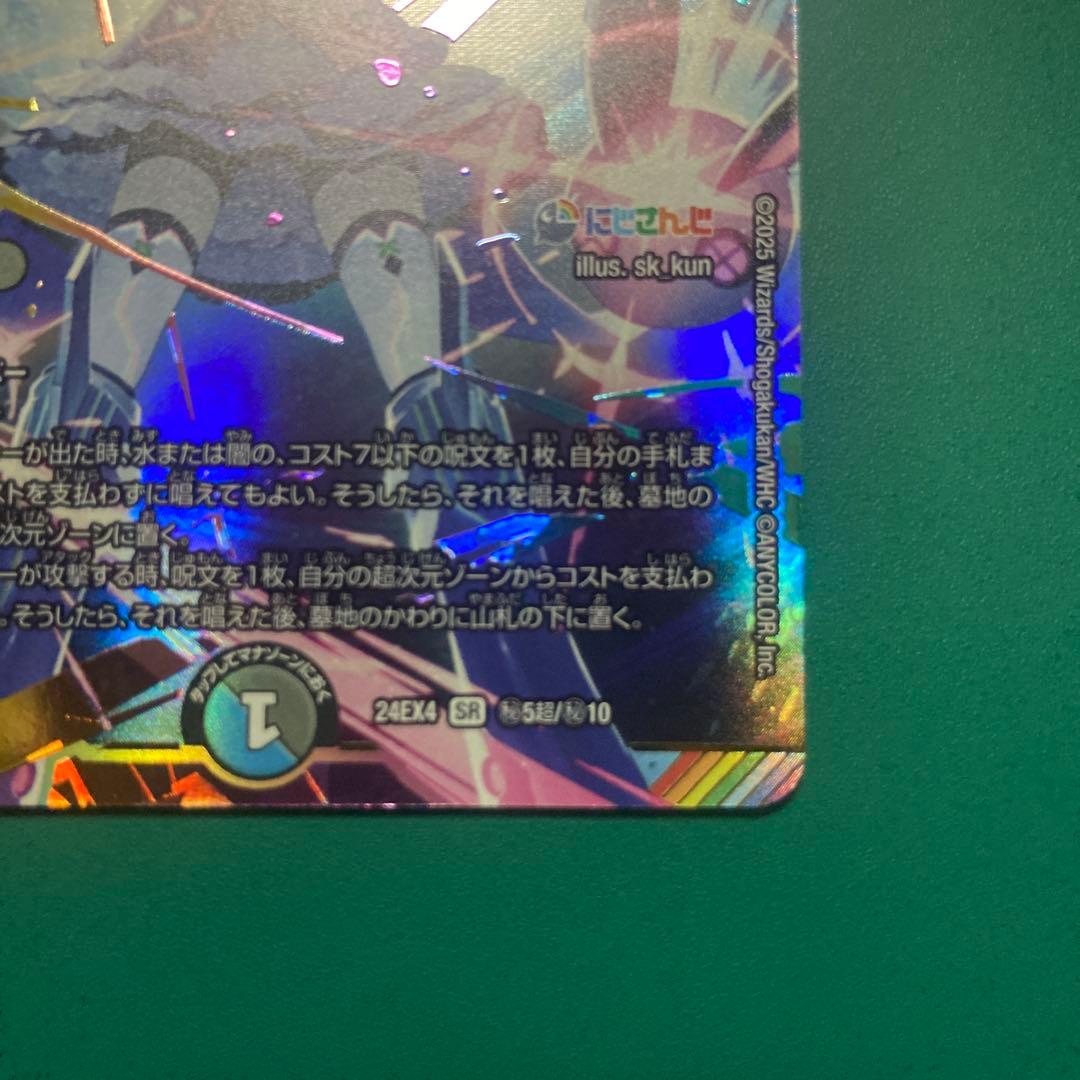 にじさんじ
illus. sk_kun
©2025 Wizards/Shogakukan/WHC ©ANYCOLOR, Inc.
ーが出た時、水または闇の、コスト7以下の呪文を1枚、自分の手札ま
ストを支払わずに唱えてもよい。そうしたら、それを唱えた後、墓地の
次元ゾーンに置く。
ーが攻撃する時、呪文を1枚、自分の超次元ゾーンからコストを支払わ
。そうしたら、それを唱えた後、墓地のかわりに山札の下に置く。
タップしてマナゾーンにおく
1
24EX4 SR ㊙5超/㊙10